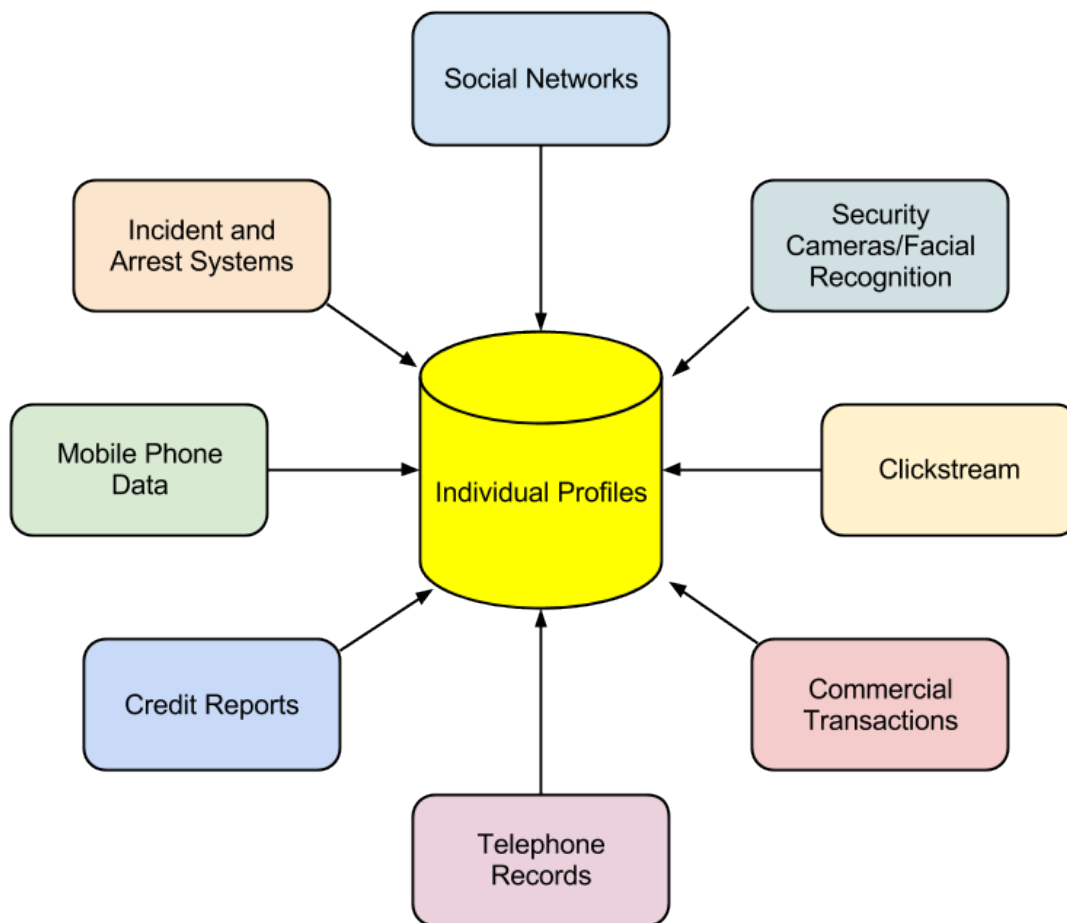 Social Networks
Incident and
Arrest Systems
Security
Cameras/Facial
Recognition
Mobile Phone
Data
Individual Profiles
Clickstream
Credit Reports
Commercial
Transactions
Telephone
Records